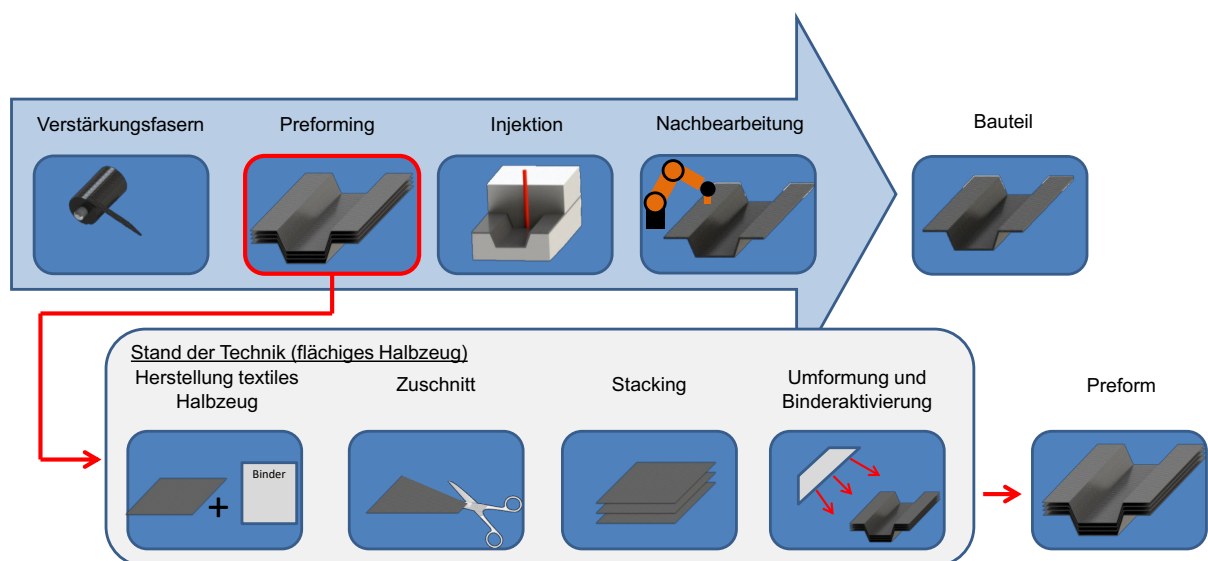 Verstärkungsfasern
Preforming
Injektion
Nachbearbeitung
Bauteil
Stand der Technik (flächiges Halbzeug)
Herstellung textiles
Halbzeug
Zuschnitt
Stacking
Umformung und
Binderaktivierung
Preform
Binder
+